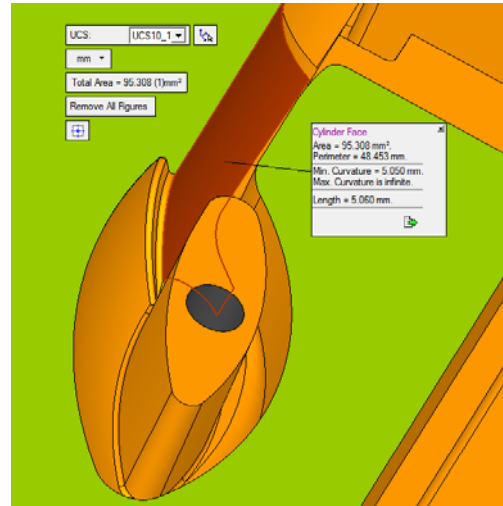 UCS: UCS10_1
mm
Total Area = 95.308 (1)mm²
Remove All Figures
Cylinder Face
Area = 95.308 mm².
Perimeter = 48.453 mm.
Min. Curvature = 5.050 mm.
Max. Curvature is infinite.
Length = 5.060 mm.